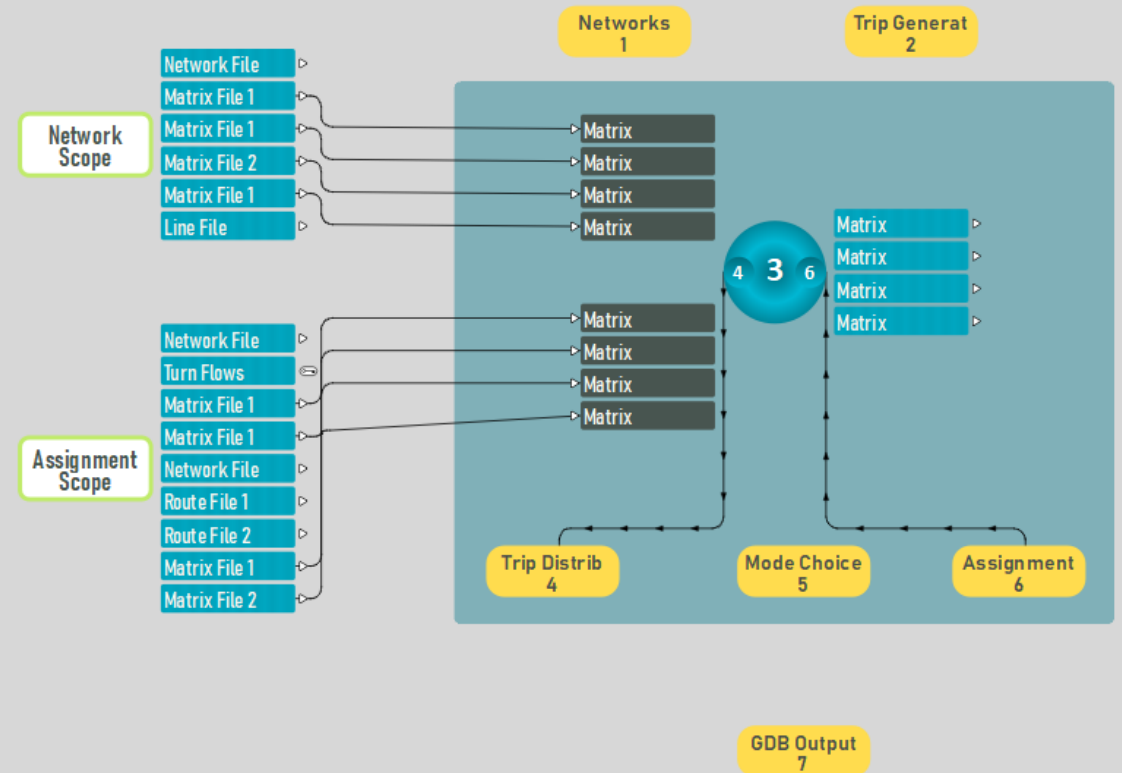 Networks
1
Trip Generat
2
Network
Scope
Network File
Matrix File 1
Matrix File 1
Matrix File 2
Matrix File 1
Line File
Matrix
Matrix
Matrix
Matrix
4
3
6
Matrix
Matrix
Matrix
Matrix
Assignment
Scope
Network File
Turn Flows
Matrix File 1
Matrix File 1
Network File
Route File 1
Route File 2
Matrix File 1
Matrix File 2
Matrix
Matrix
Matrix
Matrix
Trip Distrib
4
Mode Choice
5
Assignment
6
GDB Output
7